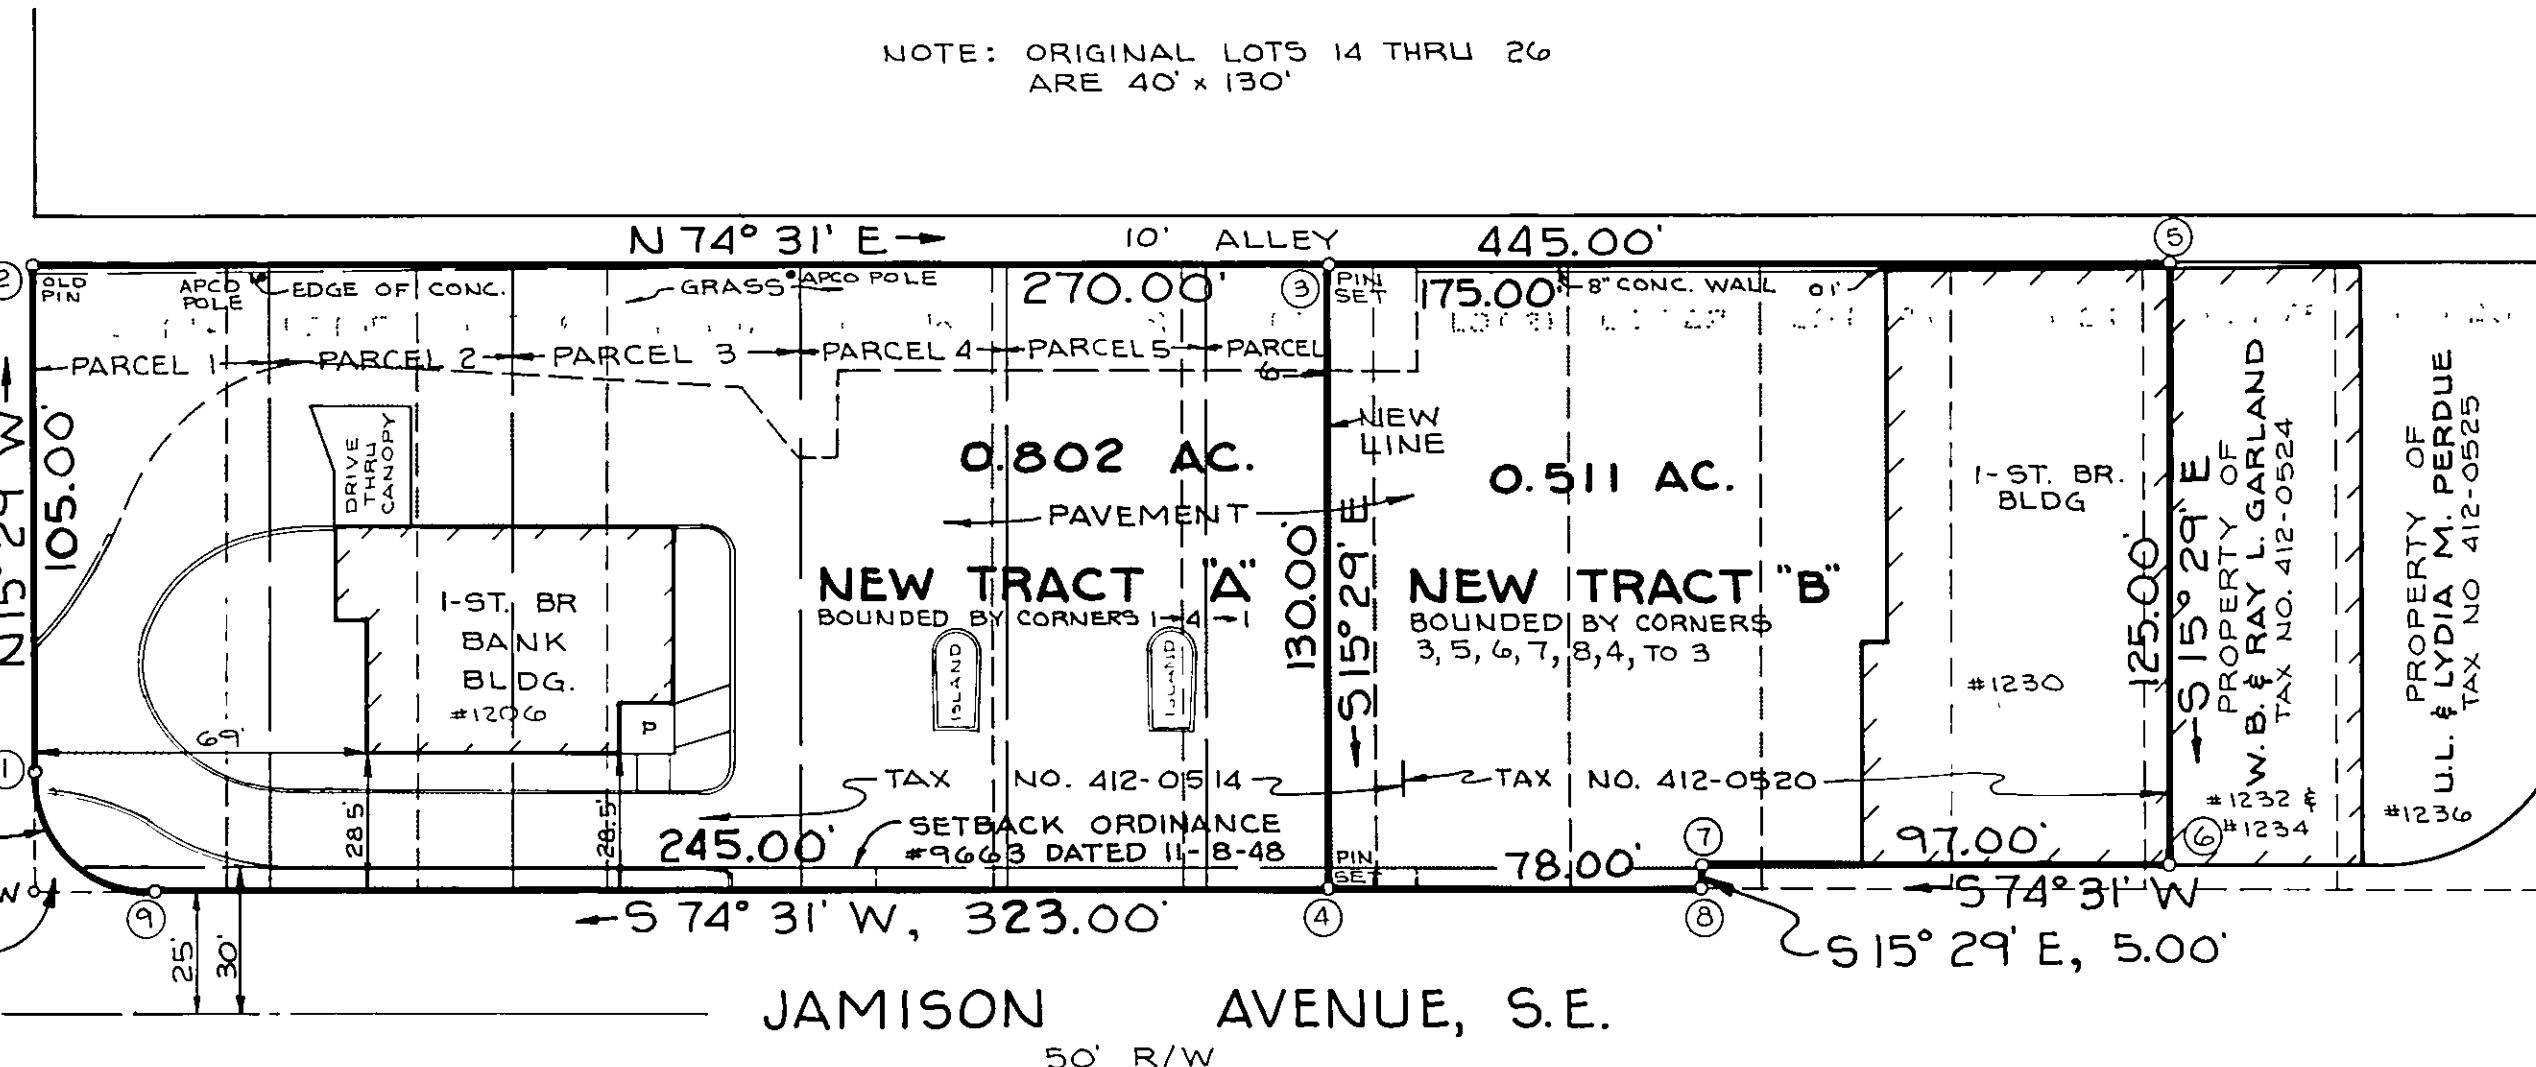 NOTE: ORIGINAL LOTS 14 THRU 26
ARE 40' x 130'
N 74° 31' E
10' ALLEY
445.00'
5
2
OLD
PIN
APCO
POLE
EDGE OF CONC.
GRASS
APCO POLE
270.00'
3
PIN
SET
175.00'
8" CONC. WALL
PARCEL 1
PARCEL 2
PARCEL 3
PARCEL 4
PARCEL 5
PARCEL
6
N 15° 29' W
105.00'
DRIVE
THRU
CANOPY
NEW
LINE
0.802 AC.
0.511 AC.
PAVEMENT
1-ST. BR.
BLDG
NEW TRACT "A"
BOUNDED BY CORNERS 1-4-1
NEW TRACT "B"
BOUNDED BY CORNERS
3, 5, 6, 7, 8, 4, TO 3
130.00'
S 15° 29' E
125.00'
S 15° 29' E
PROPERTY OF
W. B. & RAY L. GARLAND
TAX NO. 412-0524
PROPERTY OF
U.L. & LYDIA M. PERDUE
TAX NO 412-0525
1-ST. BR
BANK
BLDG.
#1206
P
ISLAND
ISLAND
#1230
69'
1
TAX NO. 412-0514
TAX NO. 412-0520
#1232 &
#1234
#1236
28.5'
28.5'
245.00'
SETBACK ORDINANCE
#9663 DATED 11-8-48
PIN
SET
78.00'
7
97.00'
6
W
9
S 74° 31' W, 323.00'
4
8
S 74° 31' W
S 15° 29' E, 5.00'
25'
30'
JAMISON AVENUE, S.E.
50' R/W